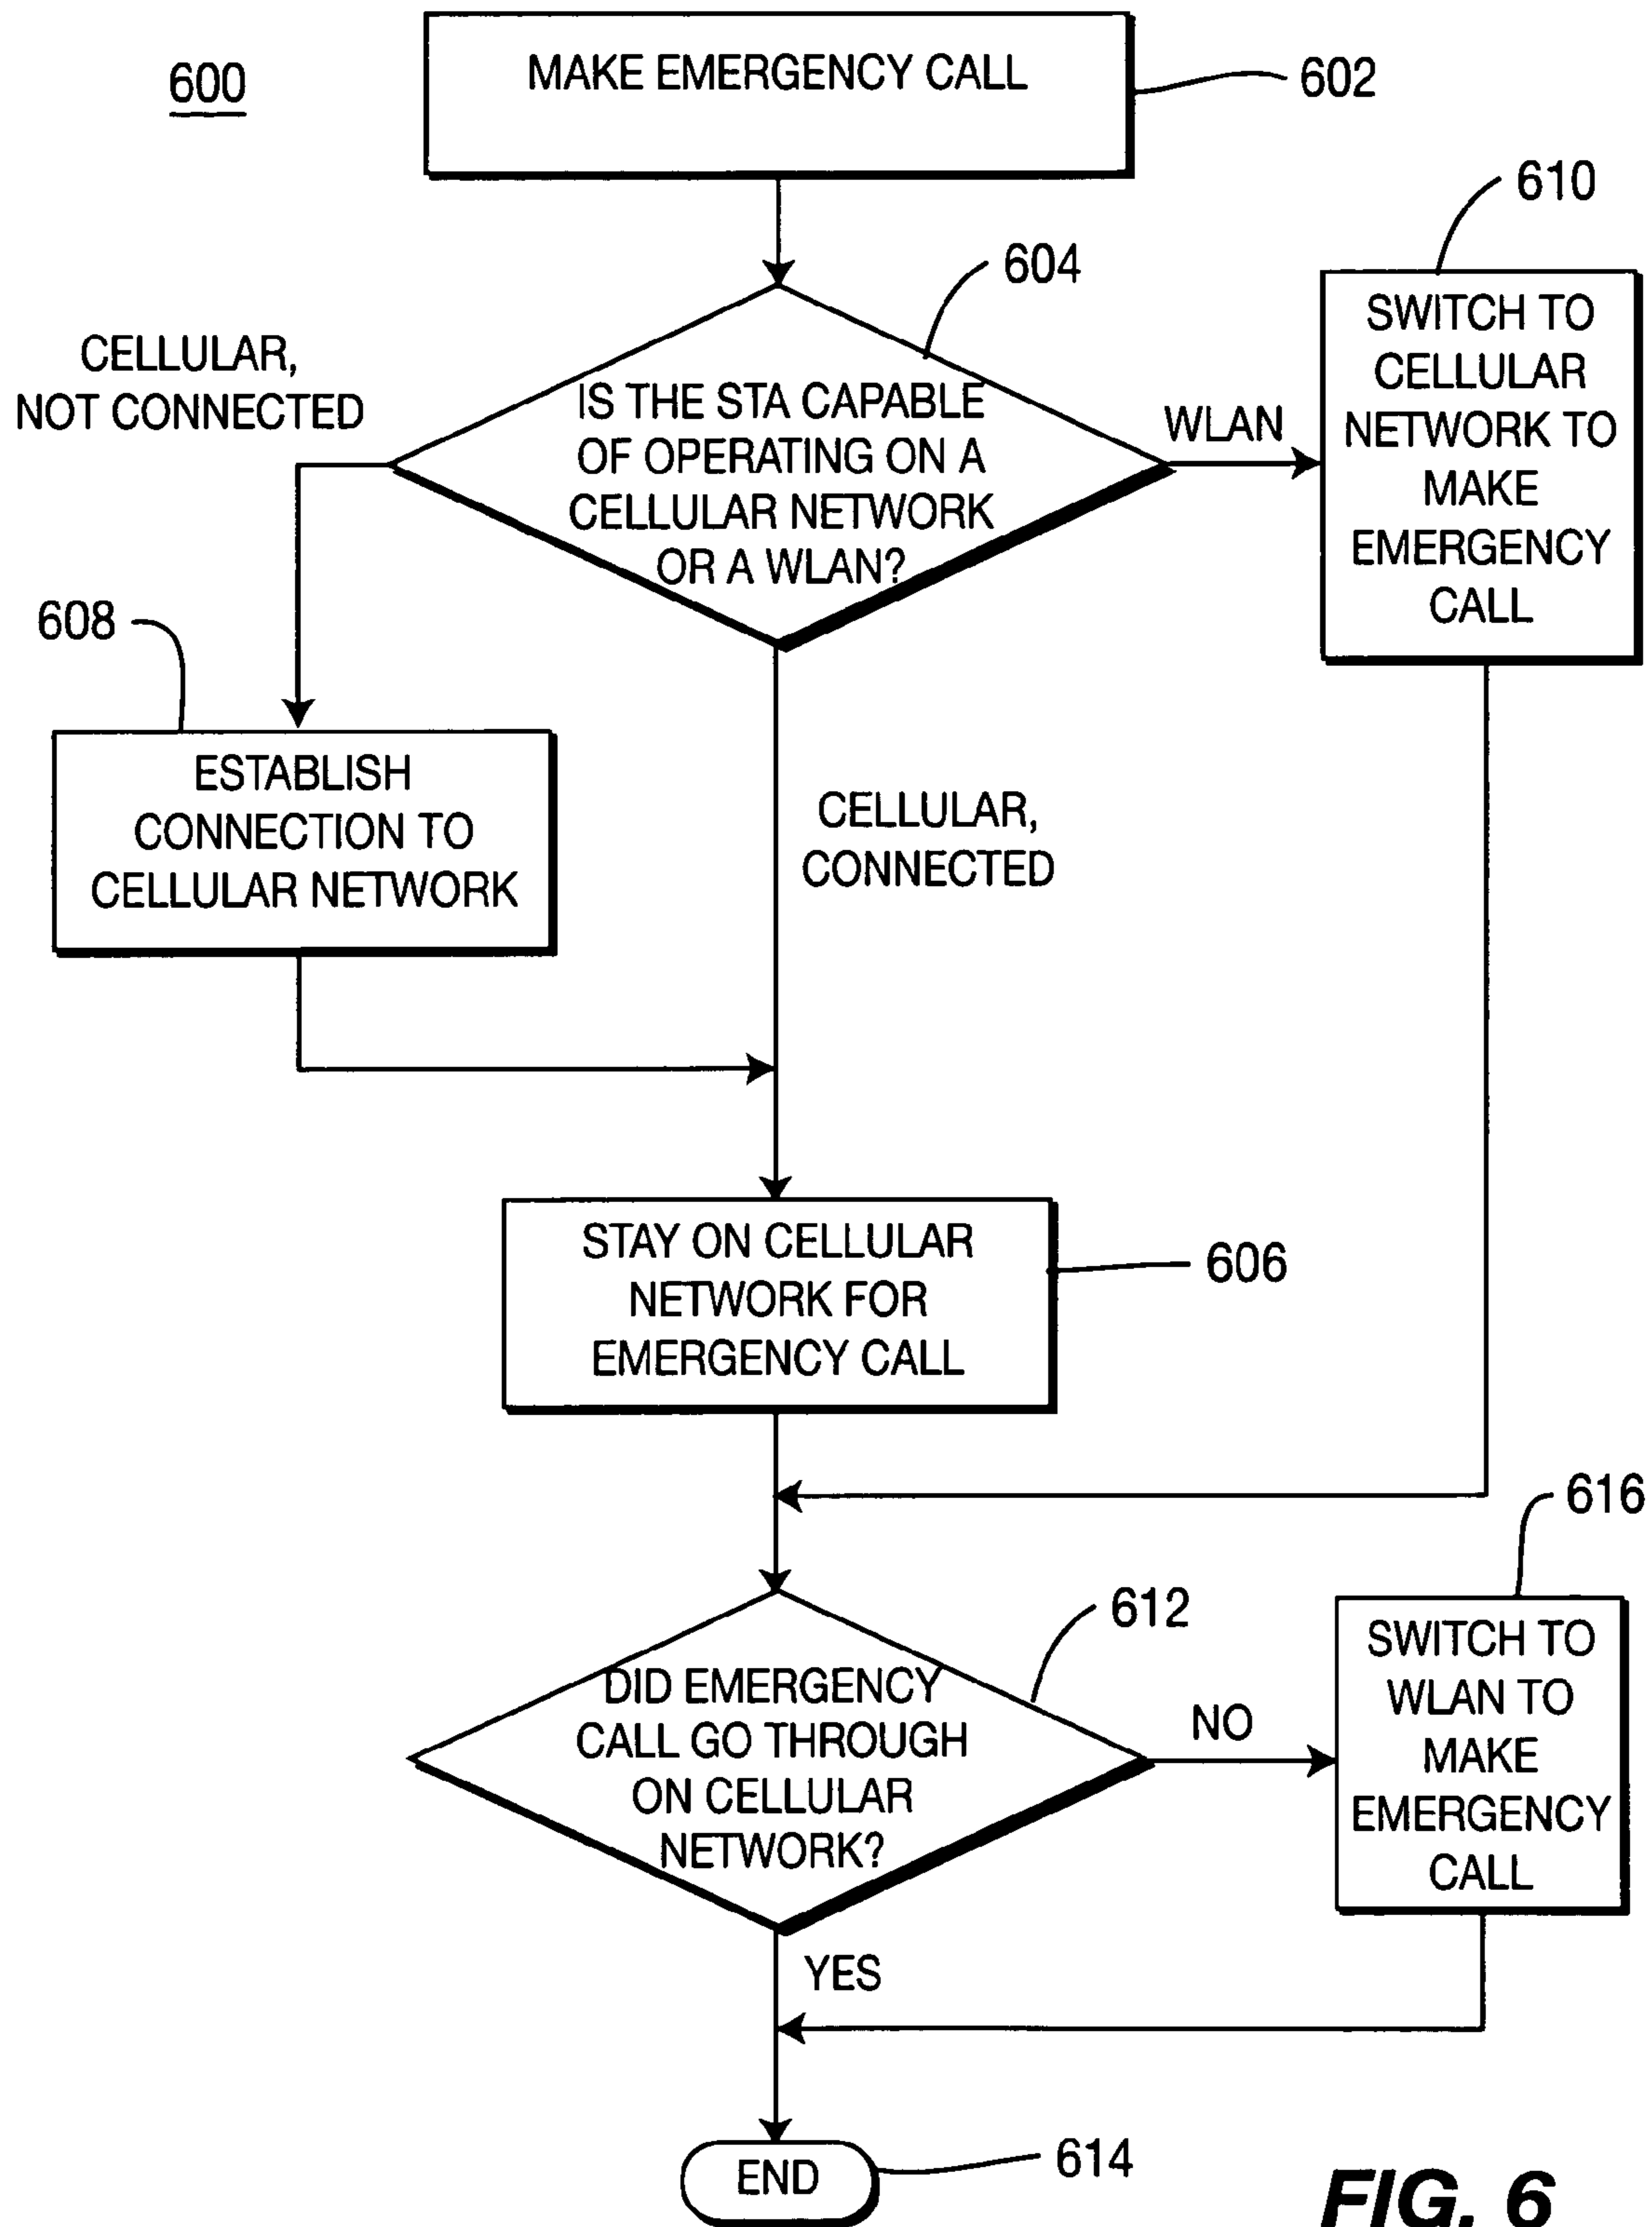 600
MAKE EMERGENCY CALL
602
610
604
SWITCH TO
CELLULAR
NETWORK TO
MAKE
EMERGENCY
CALL
CELLULAR,
NOT CONNECTED
IS THE STA CAPABLE
OF OPERATING ON A
CELLULAR NETWORK
OR A WLAN?
WLAN
608
ESTABLISH
CONNECTION TO
CELLULAR NETWORK
CELLULAR,
CONNECTED
STAY ON CELLULAR
NETWORK FOR
EMERGENCY CALL
606
616
612
DID EMERGENCY
CALL GO THROUGH
ON CELLULAR
NETWORK?
NO
SWITCH TO
WLAN TO
MAKE
EMERGENCY
CALL
YES
END
614
FIG. 6